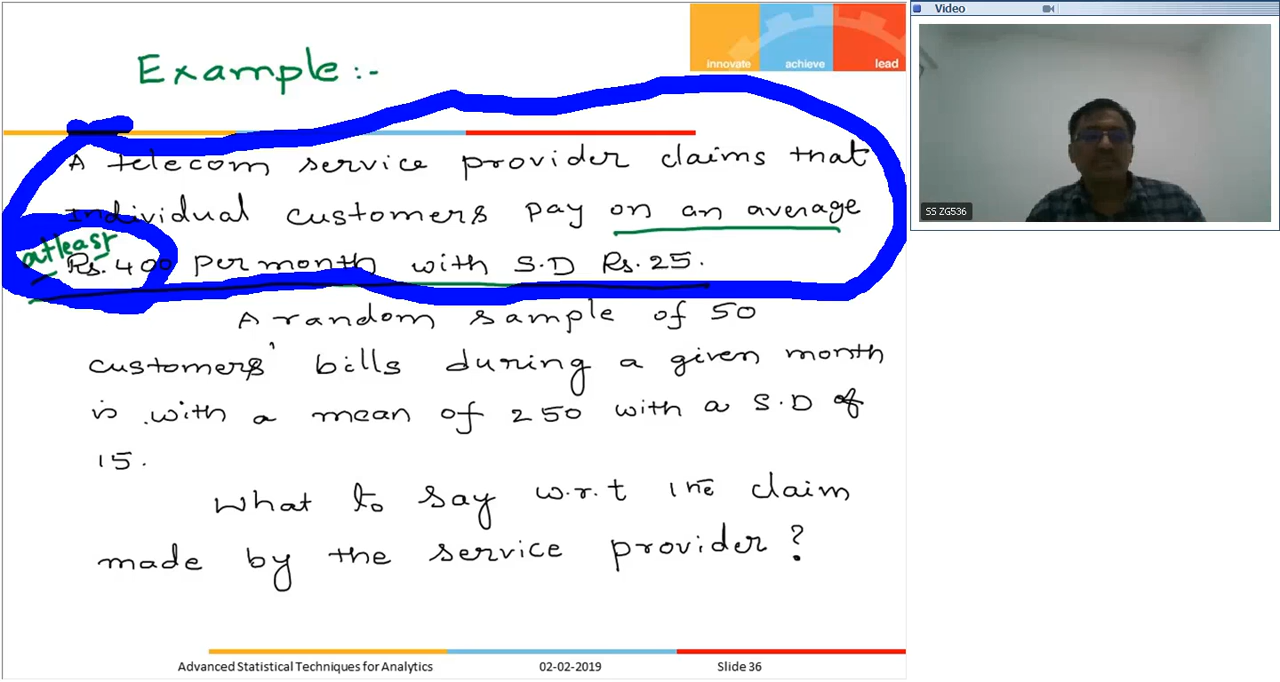 Example:-
innovate achieve lead
A telecom service provider claims that
individual customers pay on an average
atleast
Rs.400 per month with S.D Rs.25.
A random sample of 50
customers' bills during a given month
is with a mean of 250 with a S.D of
15.
What to say w.r.t the claim
made by the service provider?
Advanced Statistical Techniques for Analytics 02-02-2019 Slide 36
Video
SS ZG536